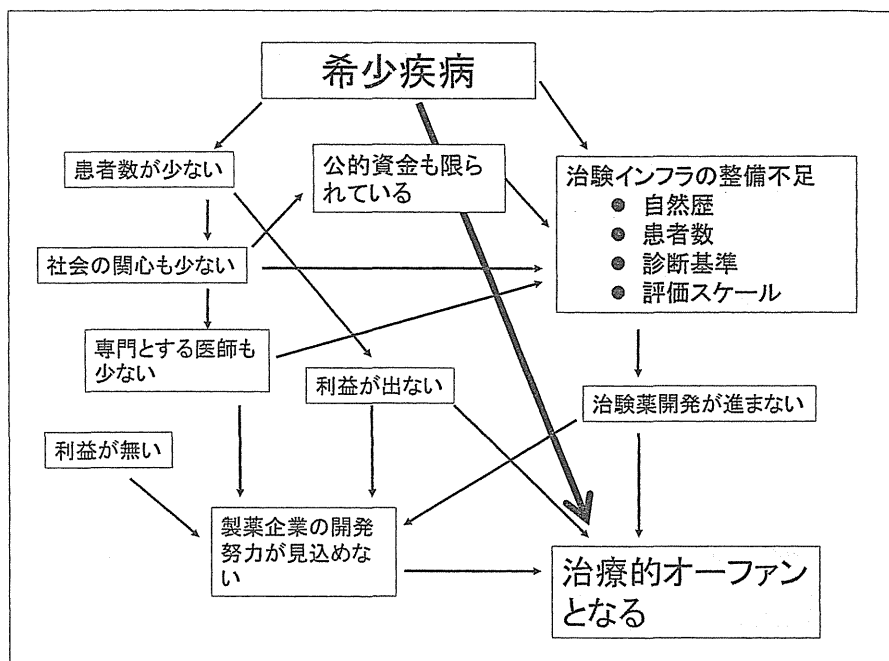 希少疾病
患者数が少ない
公的資金も限ら
れている
治験インフラの整備不足
● 自然歴
● 患者数
● 診断基準
● 評価スケール
社会の関心も少ない
専門とする医師も
少ない
利益が出ない
治験薬開発が進まない
利益が無い
製薬企業の開発
努力が見込めな
い
治療的オーファン
となる